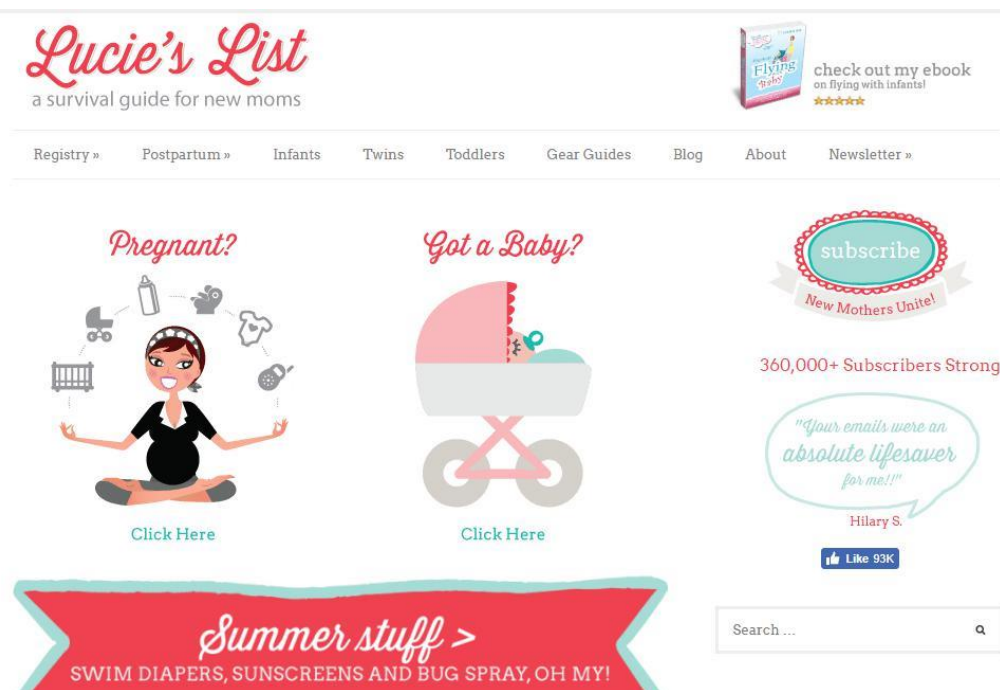 Lucie's List
a survival guide for new moms
Flying
Baby
check out my ebook
on flying with infants!
Registry »
Postpartum »
Infants
Twins
Toddlers
Gear Guides
Blog
About
Newsletter »
Pregnant?
Click Here
Got a Baby?
Click Here
subscribe
New Mothers Unite!
360,000+ Subscribers Strong
"Your emails were an
absolute lifesaver
for me!!"
Hilary S.
Like 93K
Search ...
Summer stuff >
SWIM DIAPERS, SUNSCREENS AND BUG SPRAY, OH MY!